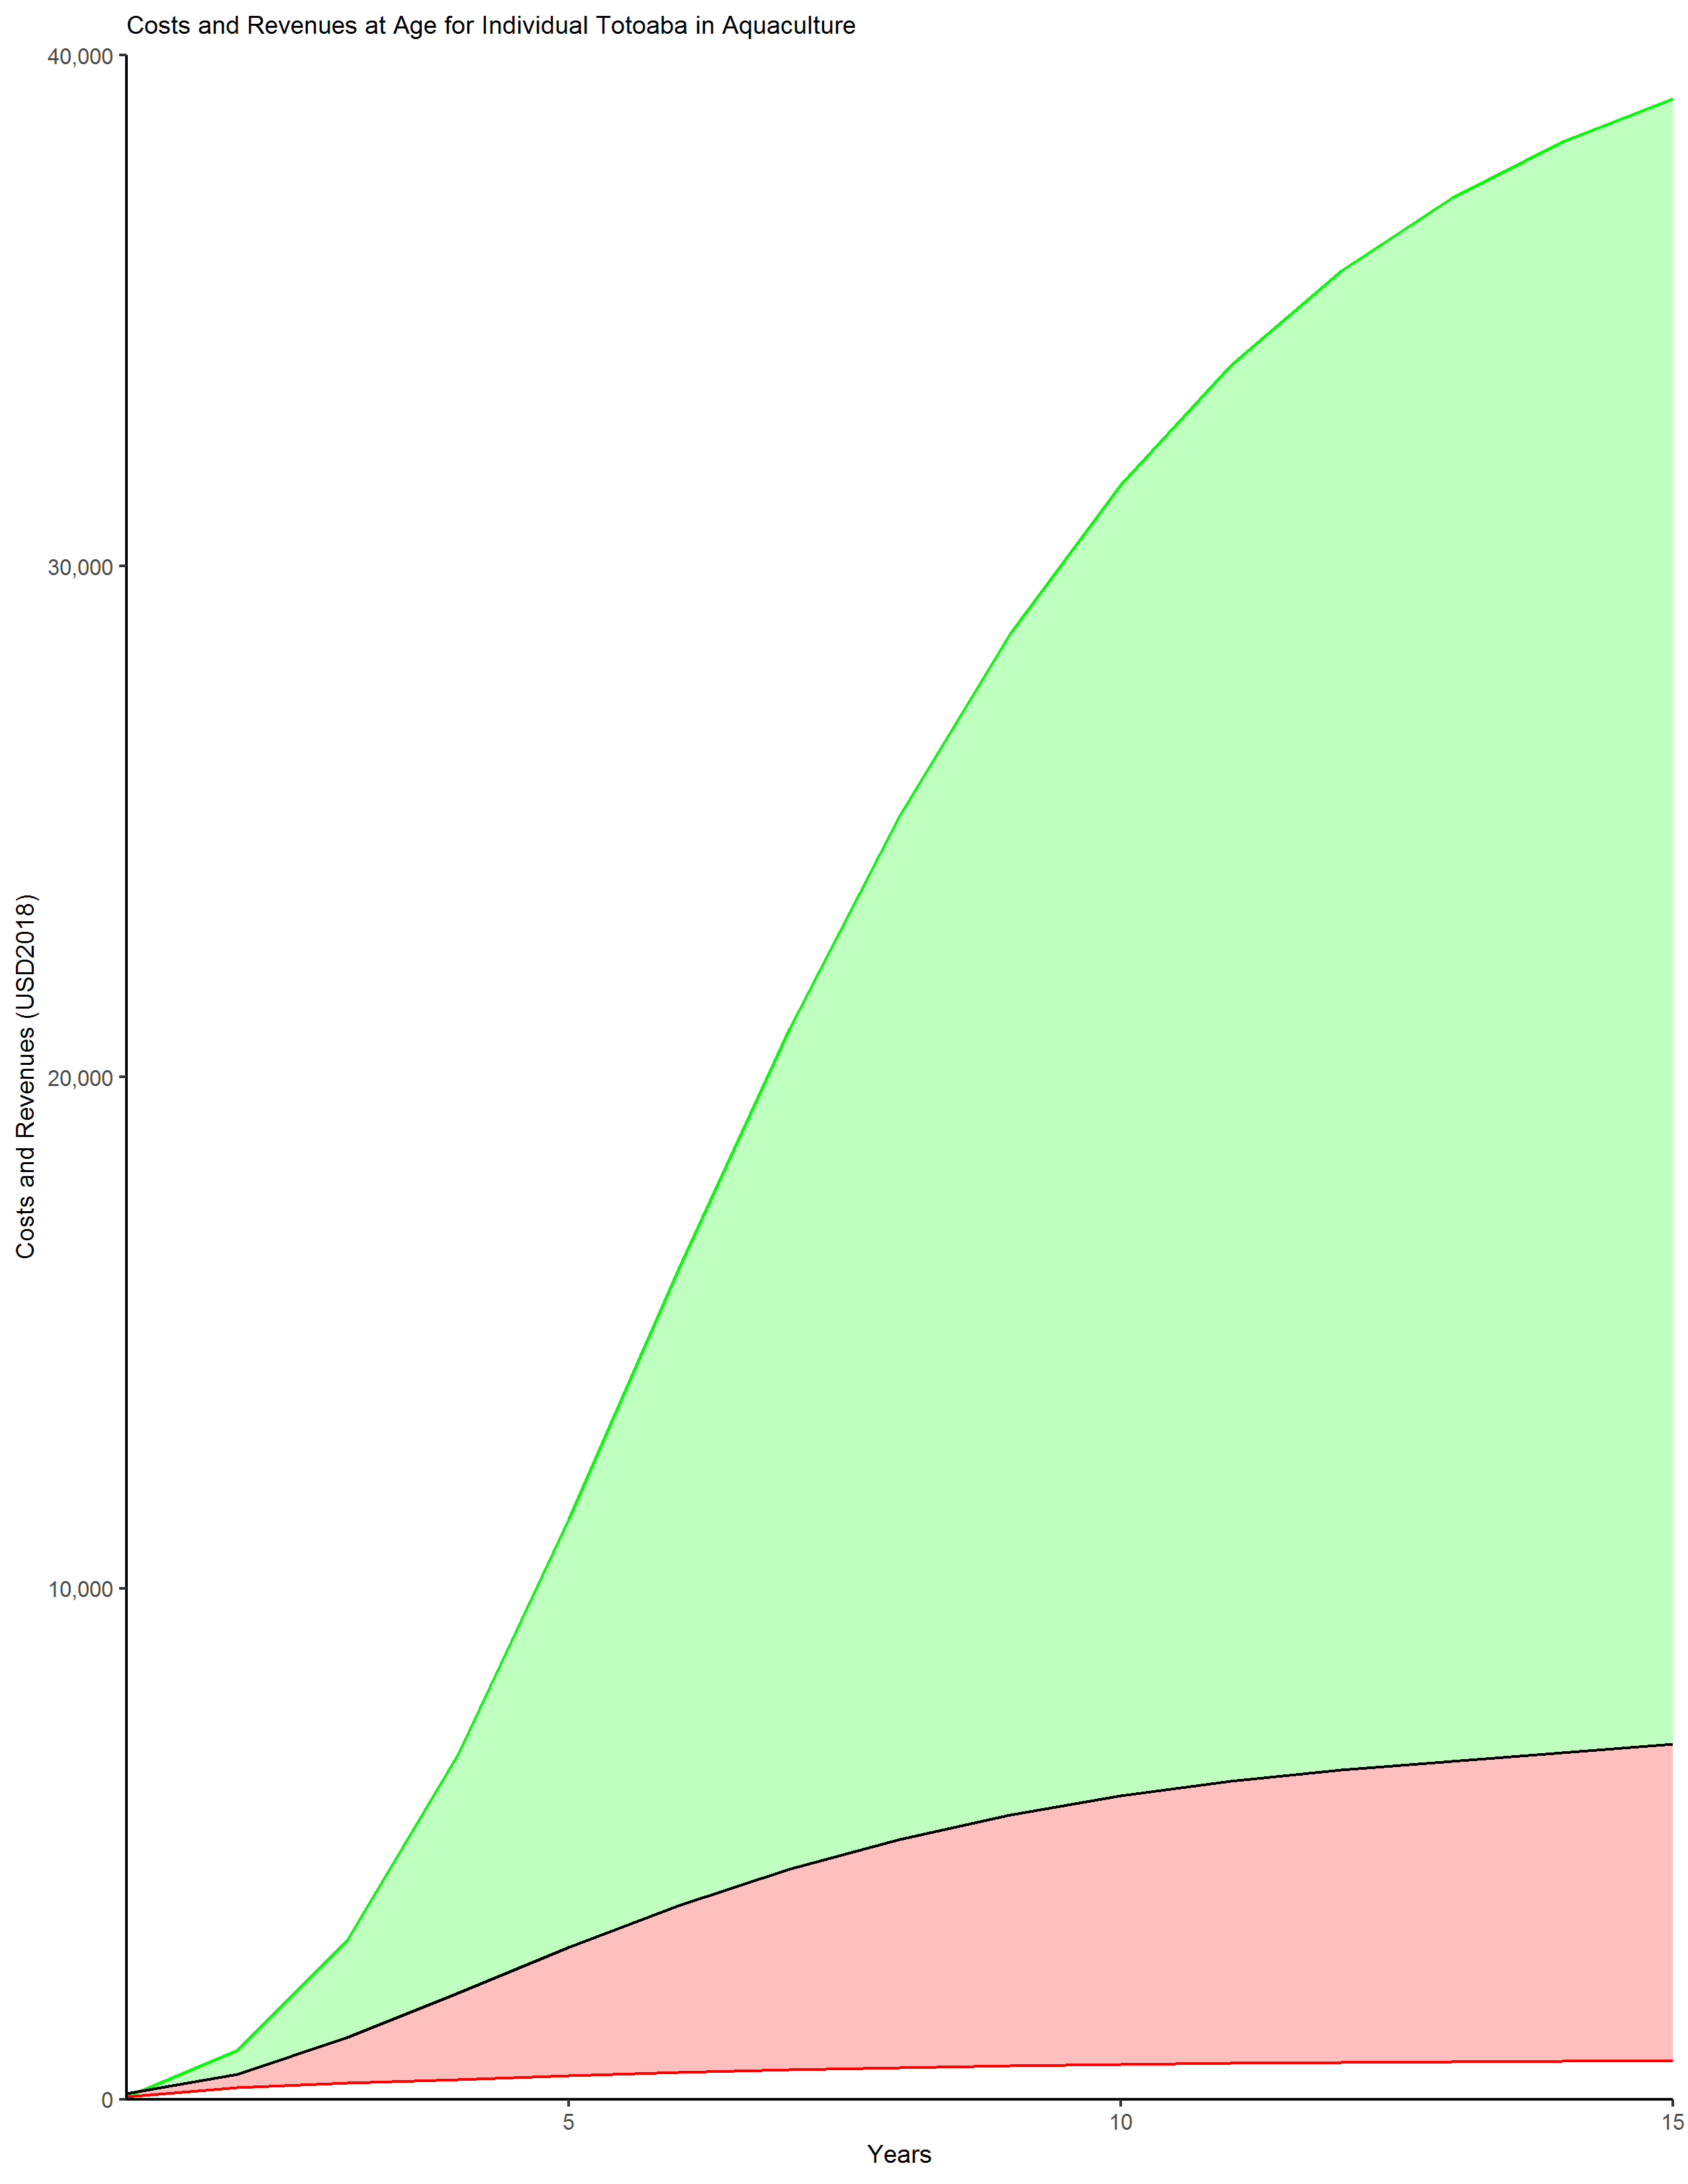 Costs and Revenues at Age for Individual Totoaba in Aquaculture
40,000
30,000
20,000
10,000
0
Costs and Revenues (USD2018)
5
10
15
Years